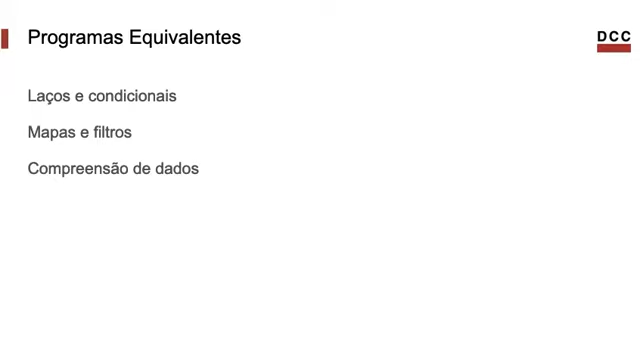 Programas Equivalentes
DCC
Laços e condicionais
Mapas e filtros
Compreensão de dados